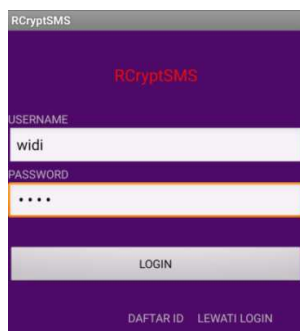 RCryptSMS
RCryptSMS
USERNAME
widi
PASSWORD
••••
LOGIN
DAFTAR ID LEWATI LOGIN